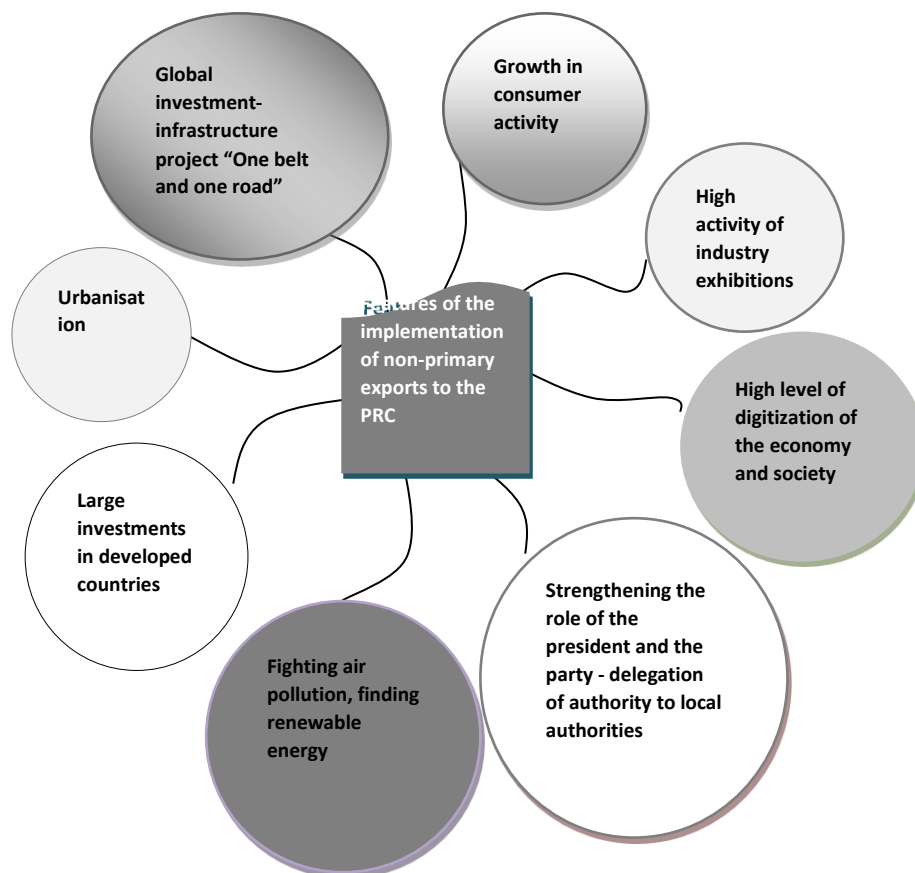 Global
investment-
infrastructure
project “One belt
and one road”
Growth in
consumer
activity
High
activity of
industry
exhibitions
Urbanisat
ion
Features of the
implementation
of non-primary
exports to the
PRC
High level of
digitization of
the economy
and society
Large
investments
in developed
countries
Strengthening the
role of the
president and the
party - delegation
of authority to local
authorities
Fighting air
pollution, finding
renewable
energy